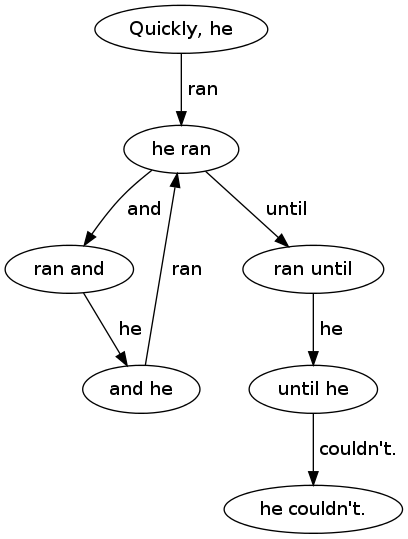 Quickly, he
ran
he ran
and
until
ran and
ran
ran until
he
he
and he
until he
couldn't.
he couldn't.